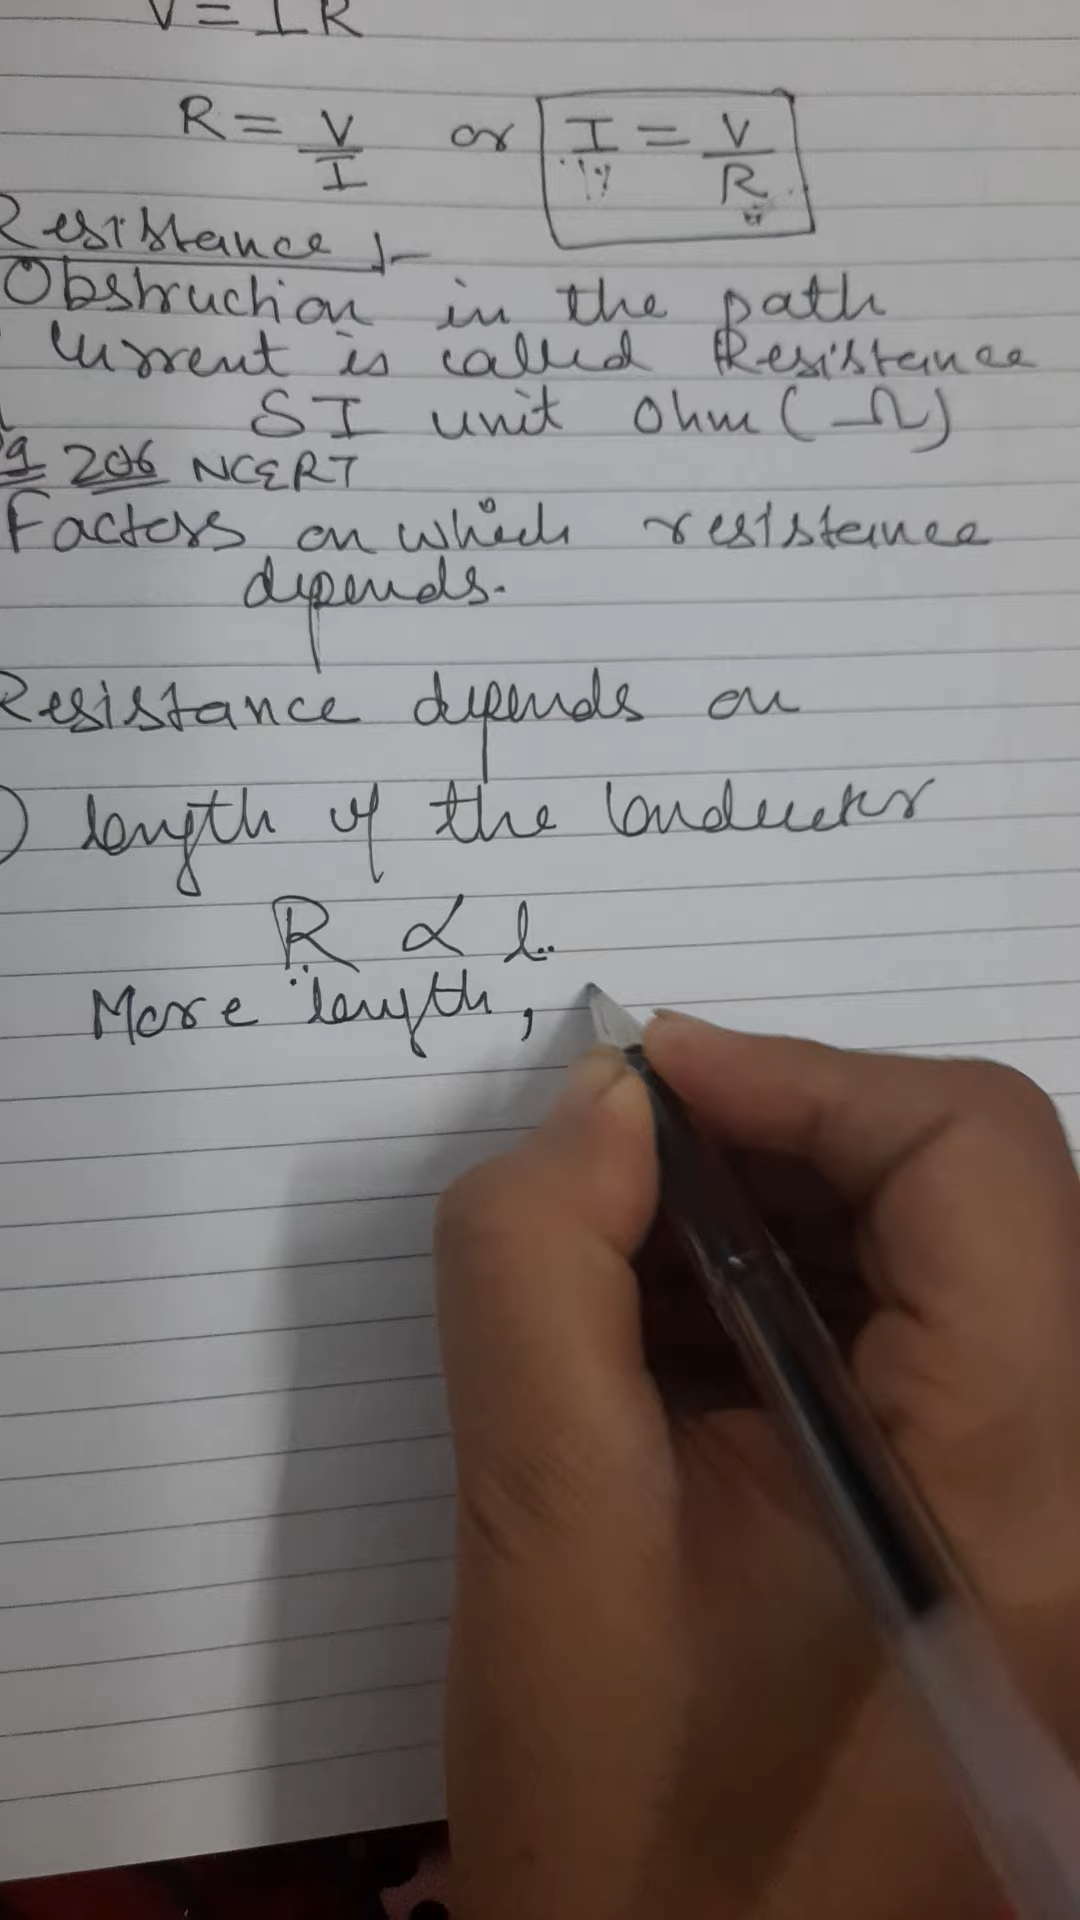 V = IR
R = V/I or I = V/R
Resistance :-
Obstruction in the path
Current is called Resistance
SI unit Ohm (Ω)
Pg 206 NCERT
Factors on which resistance
depends.
Resistance depends on
length of the Conductor
R ∝ l
More length,